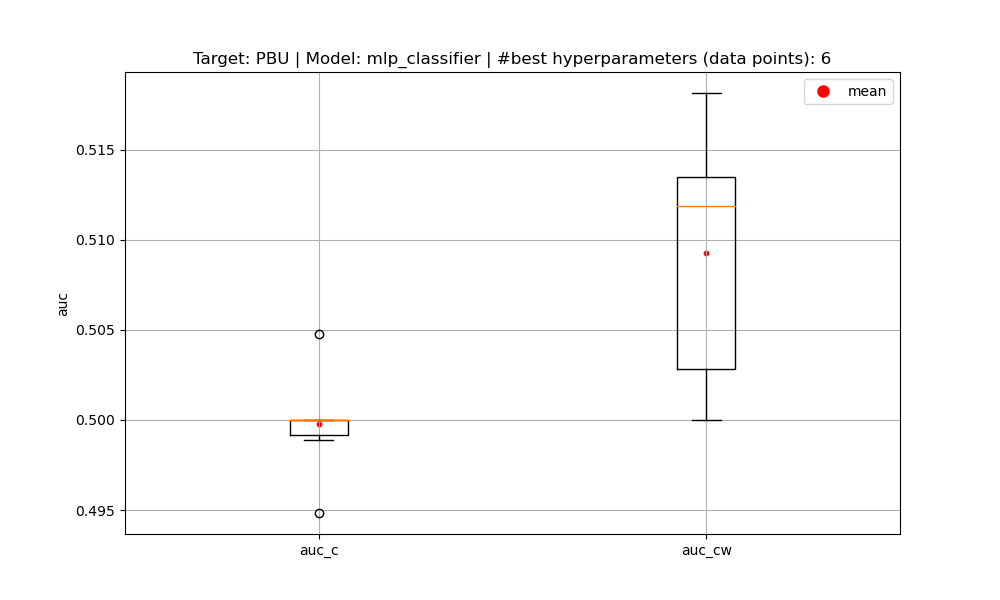 Target: PBU | Model: mlp_classifier | #best hyperparameters (data points): 6
mean
0.515
0.510
0.505
0.500
0.495
auc
auc_c
auc_cw